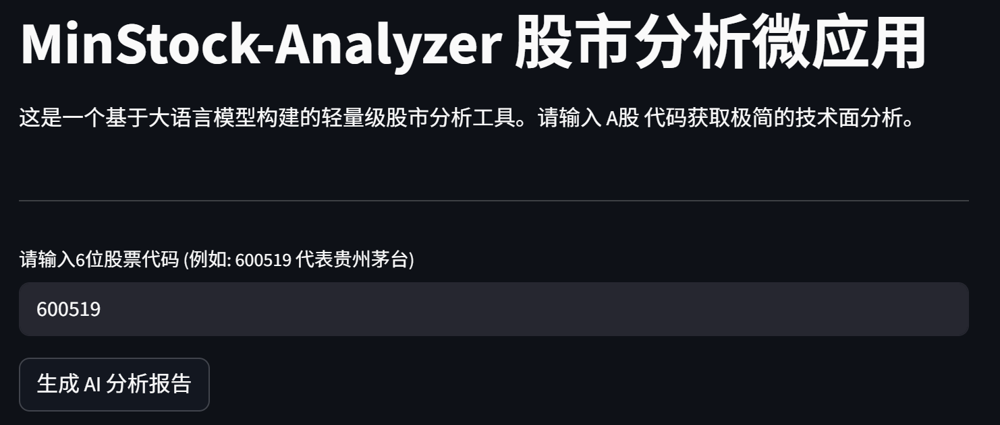 MinStock-Analyzer 股市分析微应用
这是一个基于大语言模型构建的轻量级股市分析工具。请输入 A股 代码获取极简的技术面分析。
请输入6位股票代码 (例如: 600519 代表贵州茅台)
600519
生成 AI 分析报告